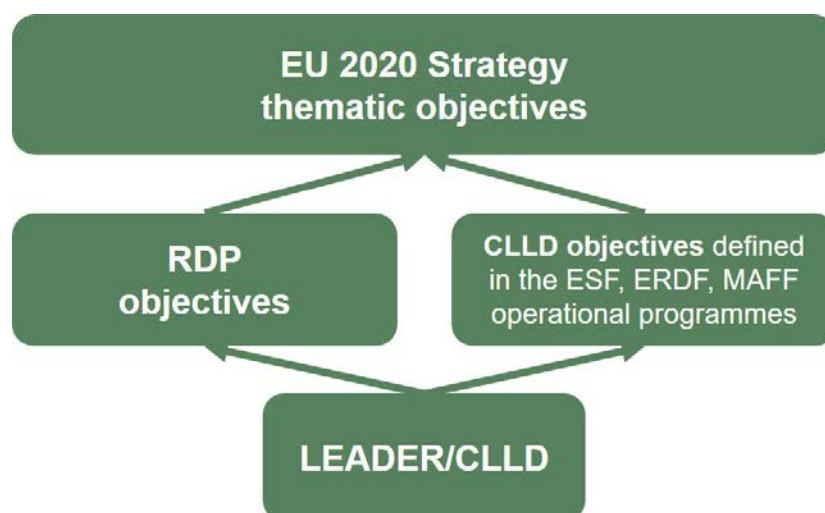 EU 2020 Strategy
thematic objectives
RDP
objectives
CLLD objectives defined
in the ESF, ERDF, MAFF
operational programmes
LEADER/CLLD